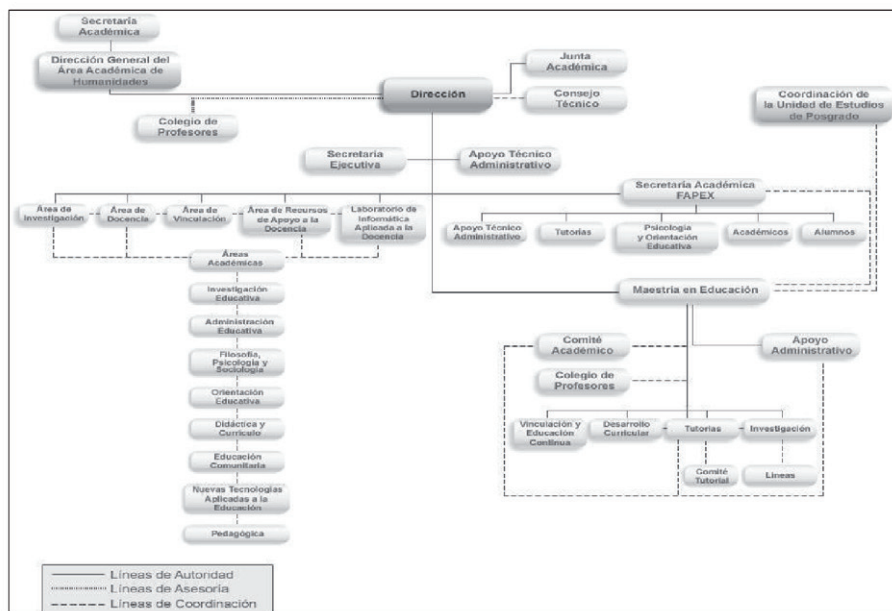 Secretaría
Académica
Dirección General del
Área Académica de
Humanidades
Junta
Académica
Dirección
Consejo
Técnico
Coordinación de
la Unidad de Estudios
de Posgrado
Colegio de
Profesores
Secretaría
Ejecutiva
Apoyo Técnico
Administrativo
Secretaría Académica
FAPEX
Área de
Investigación
Área de
Docencia
Área de
Vinculación
Área de Recursos
de Apoyo a la
Docencia
Laboratorio de
Informática
Aplicada a la
Docencia
Apoyo Técnico
Administrativo
Tutorías
Psicología
y Orientación
Educativa
Académicos
Alumnos
Áreas
Académicas
Investigación
Educativa
Administración
Educativa
Filosofía,
Psicología y
Sociología
Orientación
Educativa
Didáctica y
Currículo
Educación
Comunitaria
Nuevas Tecnologías
Aplicadas a la
Educación
Pedagógica
Maestría en Educación
Comité
Académico
Apoyo
Administrativo
Colegio de
Profesores
Vinculación y
Educación
Continua
Desarrollo
Curricular
Tutorías
Investigación
Comité
Tutorial
Líneas
Líneas de Autoridad
Líneas de Asesoría
Líneas de Coordinación